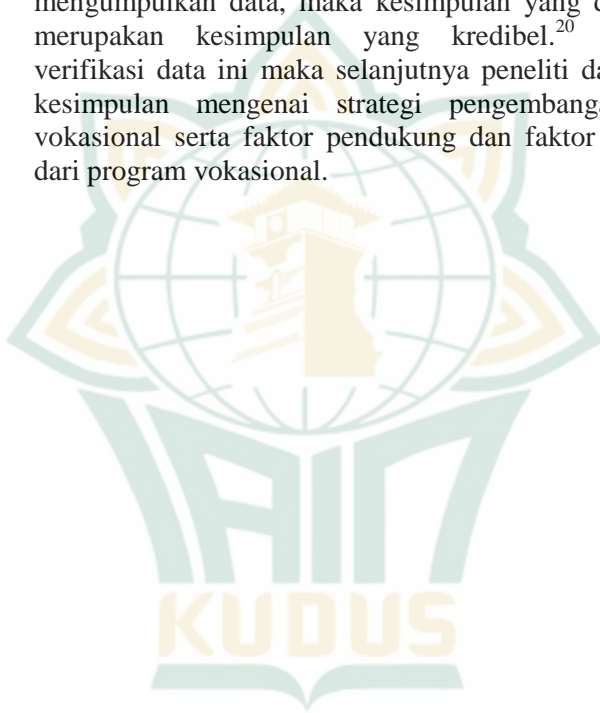 mengumpulkan data, maka kesimpulan yang
merupakan kesimpulan yang kredibel.20
verifikasi data ini maka selanjutnya peneliti
kesimpulan mengenai strategi
vokasional serta faktor pendukung dan faktor
dari program vokasional.
IAIN
KUDUS